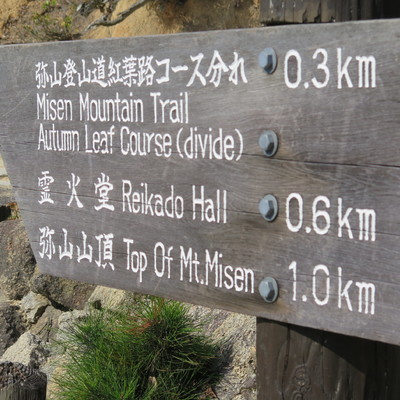 弥山登山道紅葉路コース分れ 0.3km
Misen Mountain Trail
Autumn Leaf Course (divide)
霊火堂 Reikado Hall 0.6km
弥山山頂 Top Of Mt.Misen 1.0km